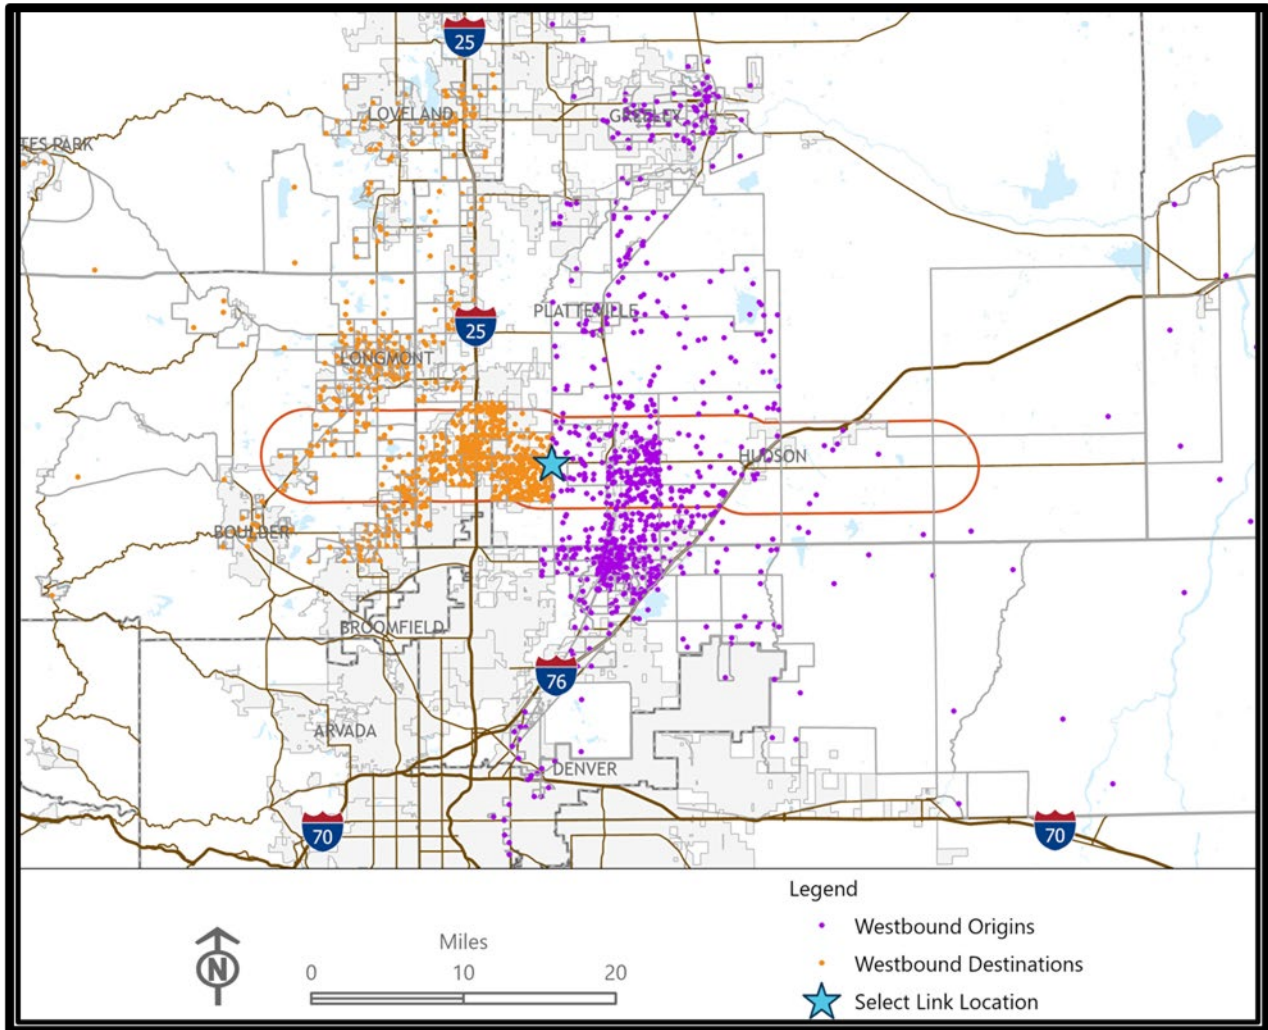 25
LOVELAND
GREELEY
TES PARK
PLATTEVILLE
25
LONGMONT
HUDSON
BOULDER
BROOMFIELD
76
ARVADA
DENVER
70
70
Legend
Westbound Origins
Miles
N
0
10
20
Westbound Destinations
Select Link Location